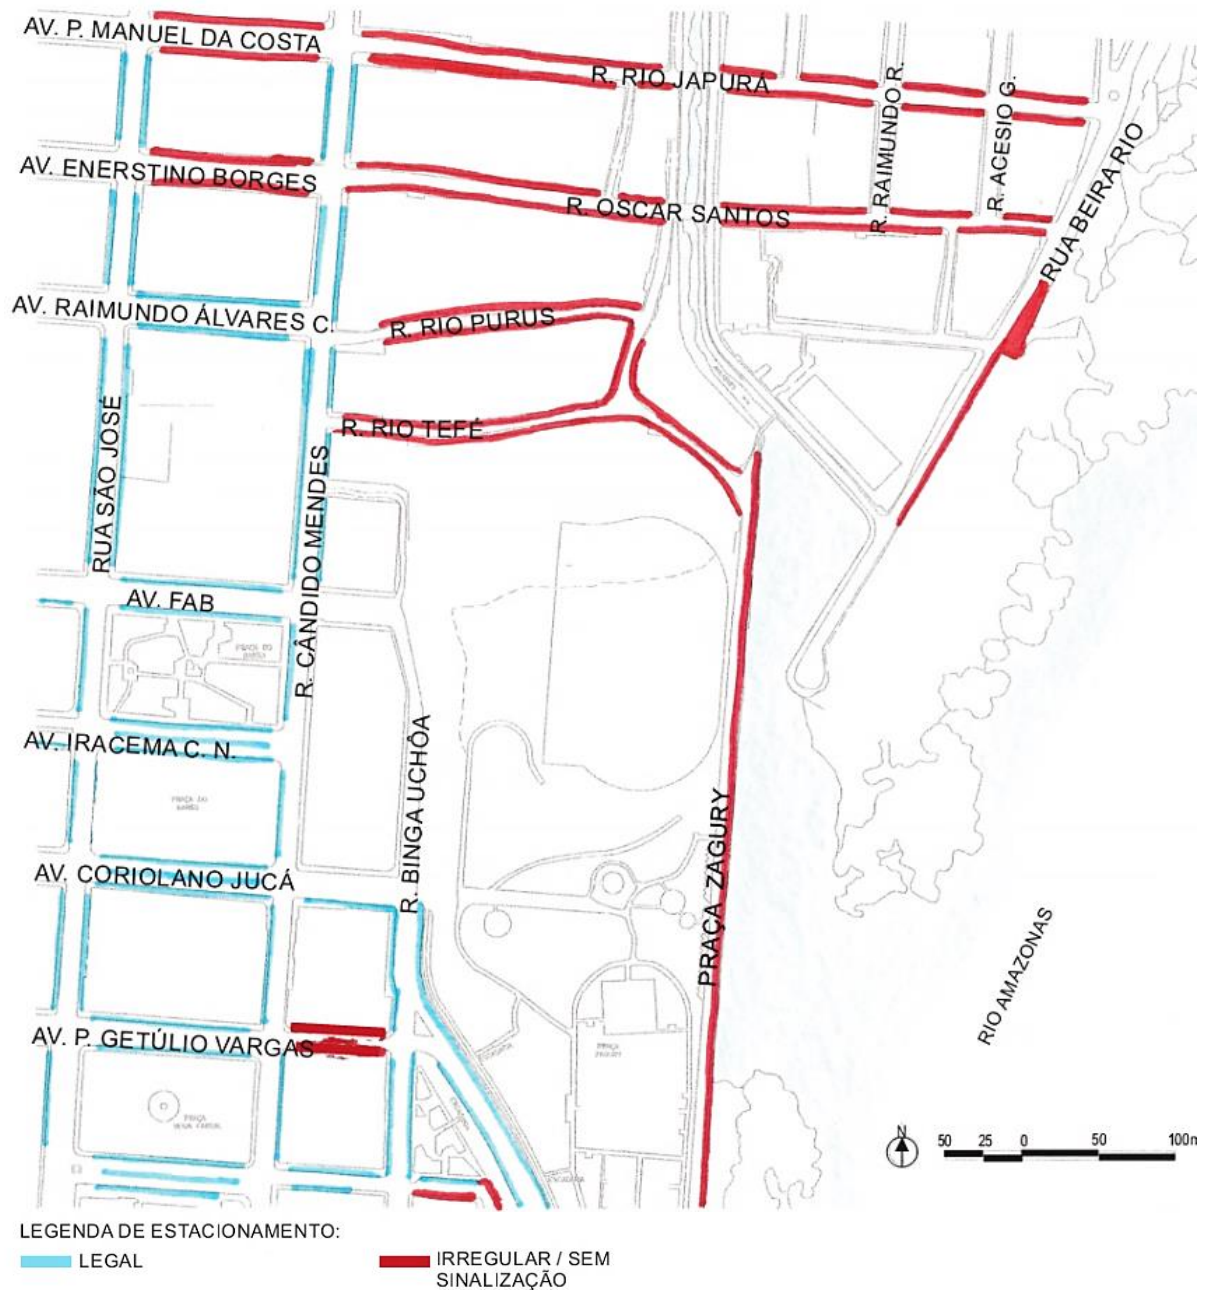 AV. P. MANUEL DA COSTA
R. RIO JAPURÁ
R. RAIMUNDO R.
R. ACESIO G.
RUA BEIRA RIO
AV. ENERSTINO BORGES
R. OSCAR SANTOS
AV. RAIMUNDO ÁLVARES C.
R. RIO PURUS
RUA SÃO JOSÉ
R. RIO TEFÉ
R. CÂNDIDO MENDES
AV. FAB
AV. IRACEMA C. N.
R. BINGA UCHÔA
PRAÇA ZAGURY
AV. CORIOLANO JUCÁ
RIO AMAZONAS
AV. P. GETÚLIO VARGAS
PRAÇA
N
50 25 0 50 100m
LEGENDA DE ESTACIONAMENTO:
LEGAL
IRREGULAR / SEM
SINALIZAÇÃO